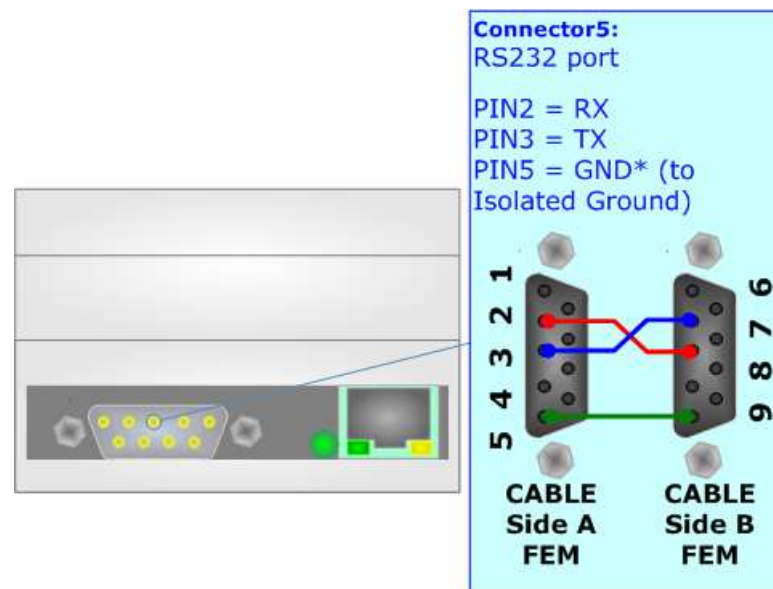 Connector5:
RS232 port
PIN2 = RX
PIN3 = TX
PIN5 = GND* (to
Isolated Ground)
1
2
3
4
5
6
7
8
9
CABLE
Side A
FEM
CABLE
Side B
FEM